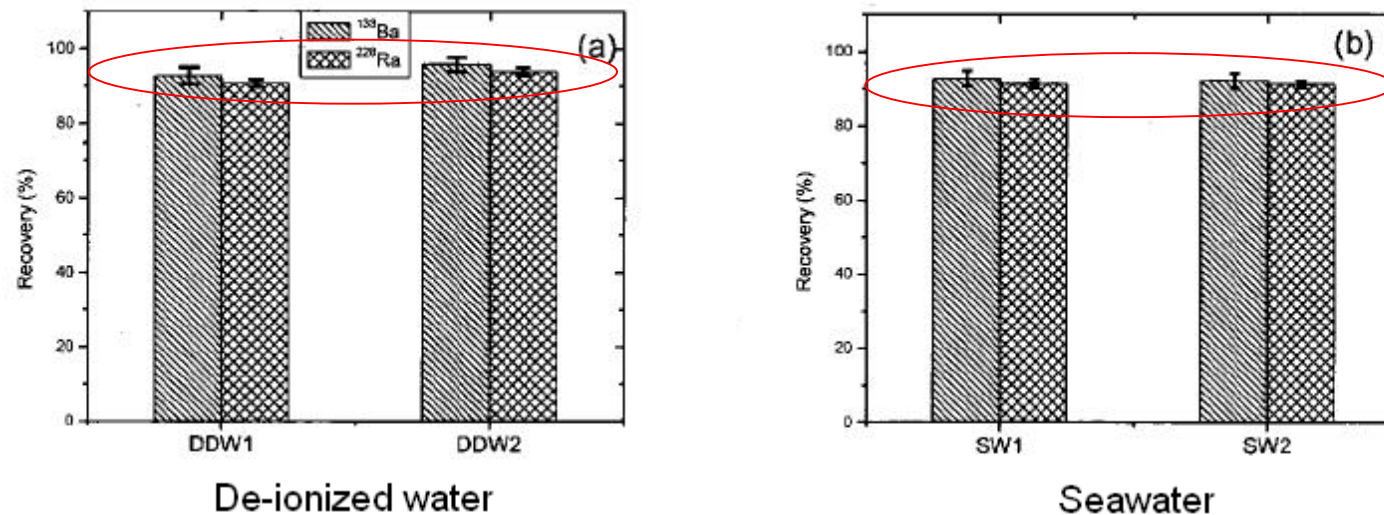 (a)
¹³³Ba
²²⁸Ra
Recovery (%)
100
80
60
40
20
0
DDW1 DDW2
De-ionized water
(b)
Recovery (%)
100
80
60
40
20
0
SW1 SW2
Seawater